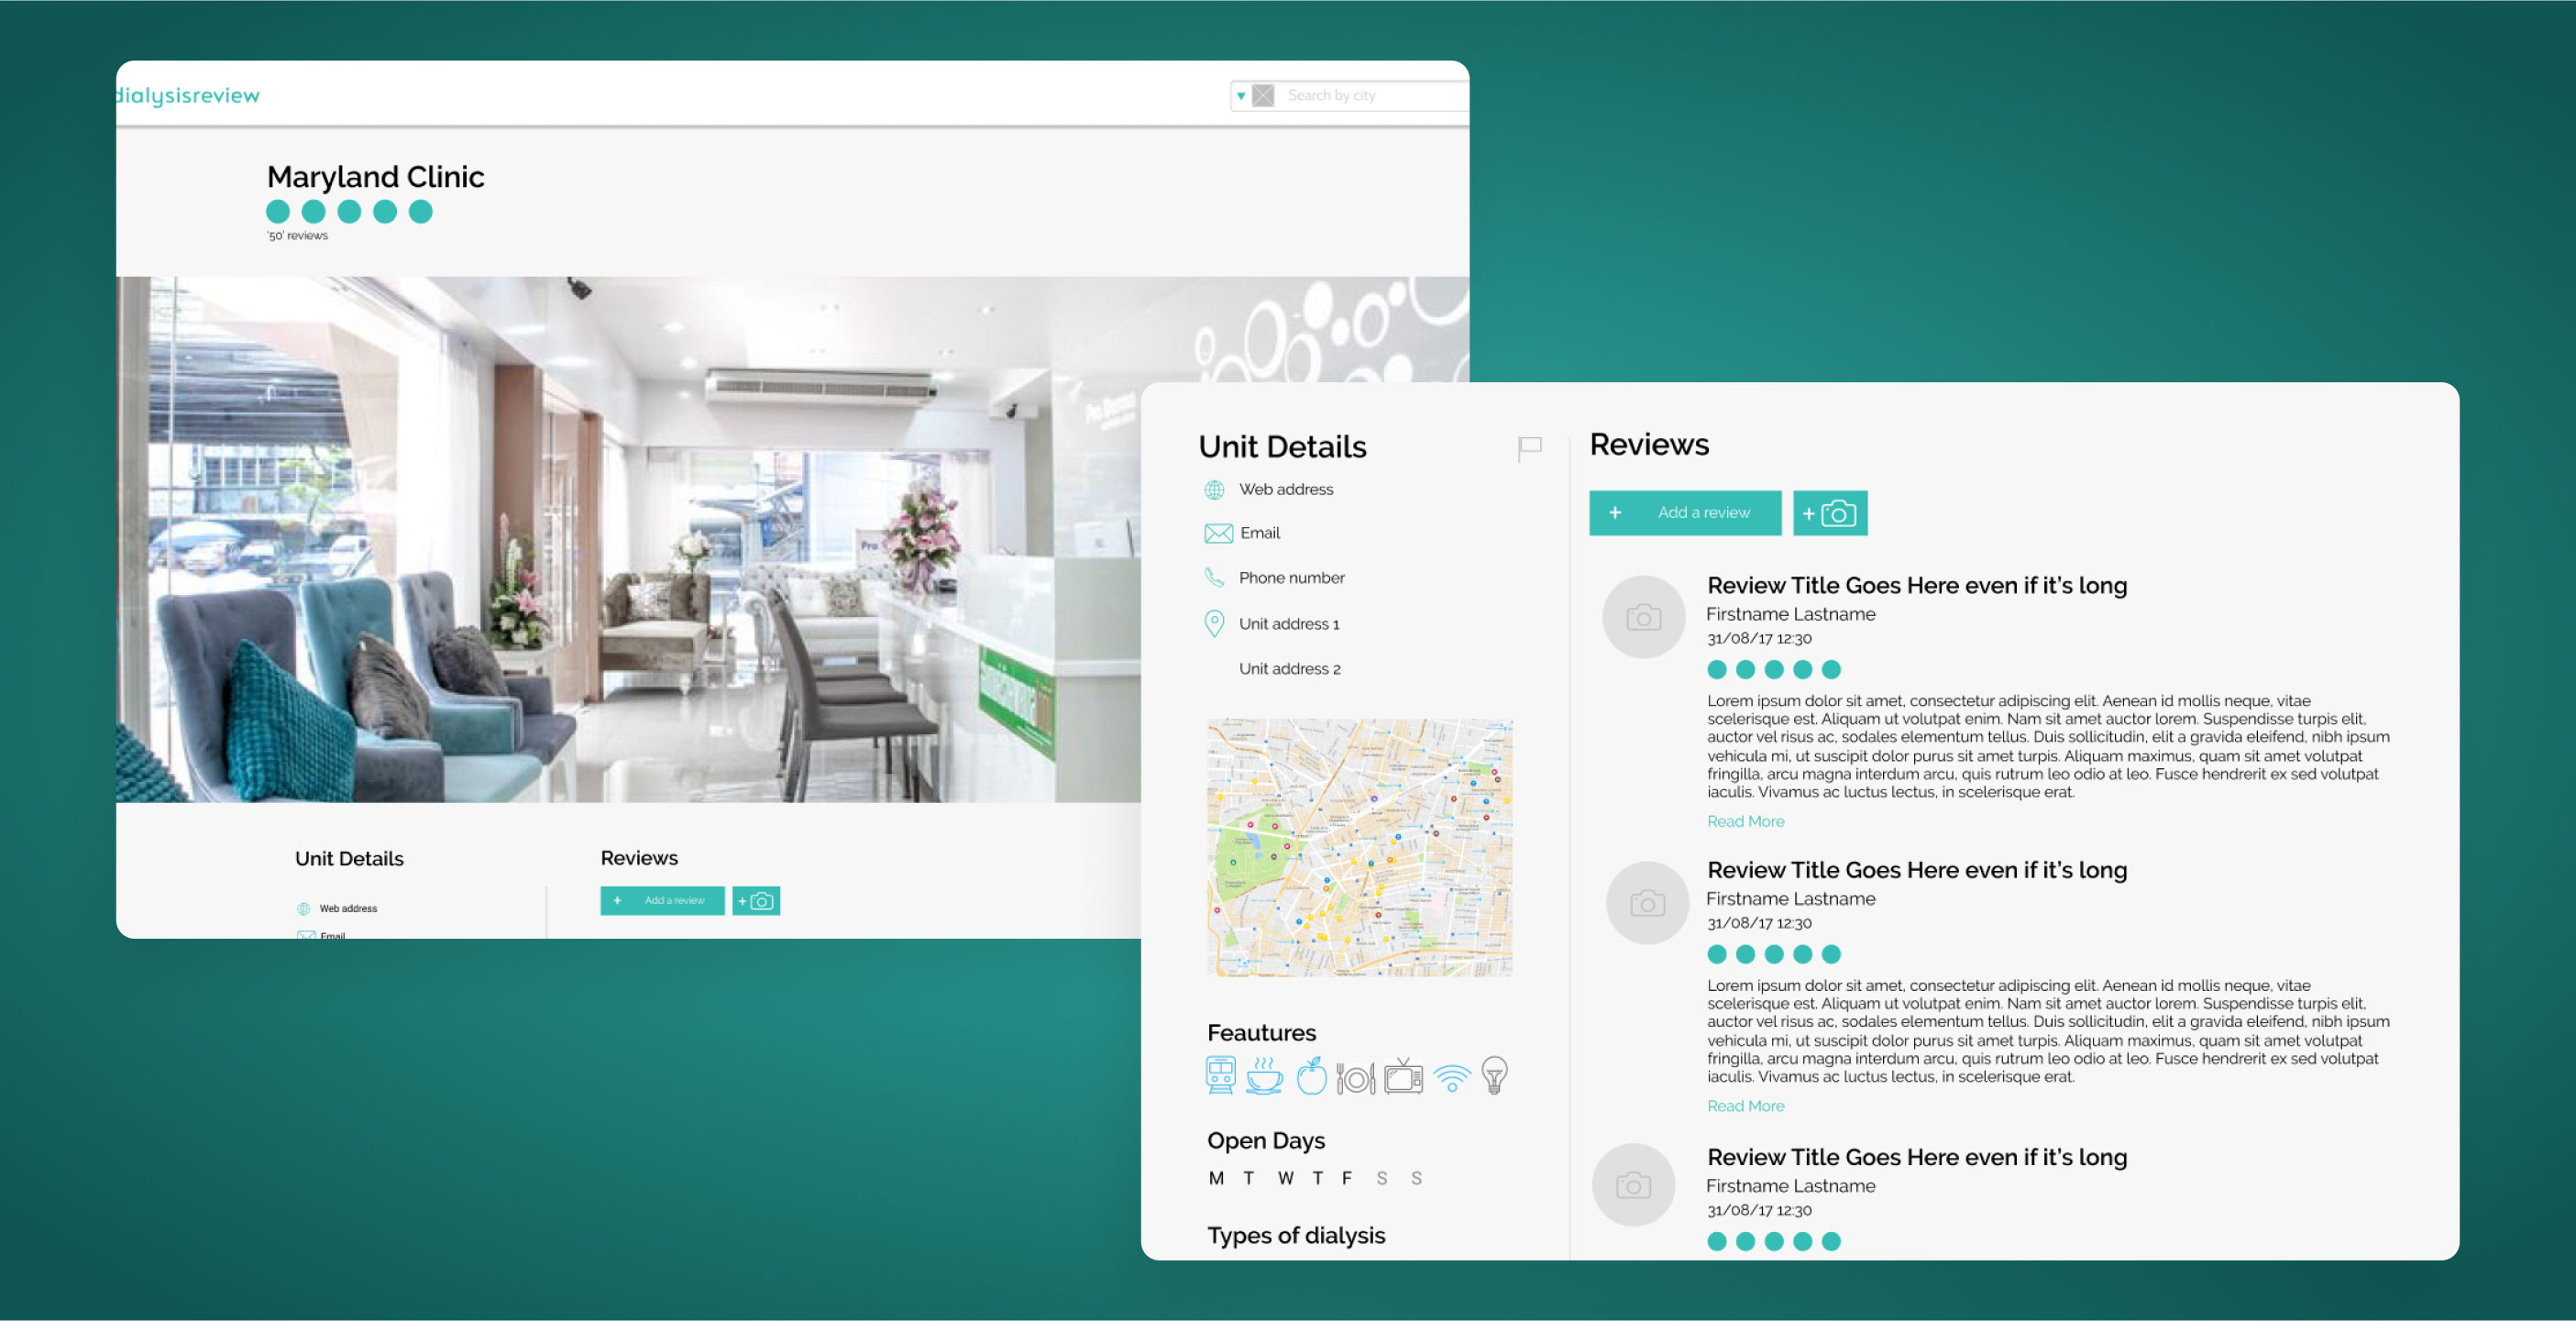 dialysisreview
Search by city
Maryland Clinic
'50' reviews
Pro
Unit Details
Reviews
Web address
+ Add a review
+
Email
Unit Details
Web address
Email
Phone number
Unit address 1
Unit address 2
Feautures
Open Days
M T W T F S S
Types of dialysis
Reviews
+ Add a review
+
Review Title Goes Here even if it's long
Firstname Lastname
31/08/17 12:30
Lorem ipsum dolor sit amet, consectetur adipiscing elit. Aenean id mollis neque, vitae
scelerisque est. Aliquam ut volutpat enim. Nam sit amet auctor lorem. Suspendisse turpis elit,
auctor vel risus ac, sodales elementum tellus. Duis sollicitudin, elit a gravida eleifend, nibh ipsum
vehicula mi, ut suscipit dolor purus sit amet turpis. Aliquam maximus, quam sit amet volutpat
fringilla, arcu magna interdum arcu, quis rutrum leo odio at leo. Fusce hendrerit ex sed volutpat
iaculis. Vivamus ac luctus lectus, in scelerisque erat.
Read More
Review Title Goes Here even if it's long
Firstname Lastname
31/08/17 12:30
Lorem ipsum dolor sit amet, consectetur adipiscing elit. Aenean id mollis neque, vitae
scelerisque est. Aliquam ut volutpat enim. Nam sit amet auctor lorem. Suspendisse turpis elit,
auctor vel risus ac, sodales elementum tellus. Duis sollicitudin, elit a gravida eleifend, nibh ipsum
vehicula mi, ut suscipit dolor purus sit amet turpis. Aliquam maximus, quam sit amet volutpat
fringilla, arcu magna interdum arcu, quis rutrum leo odio at leo. Fusce hendrerit ex sed volutpat
iaculis. Vivamus ac luctus lectus, in scelerisque erat.
Read More
Review Title Goes Here even if it's long
Firstname Lastname
31/08/17 12:30